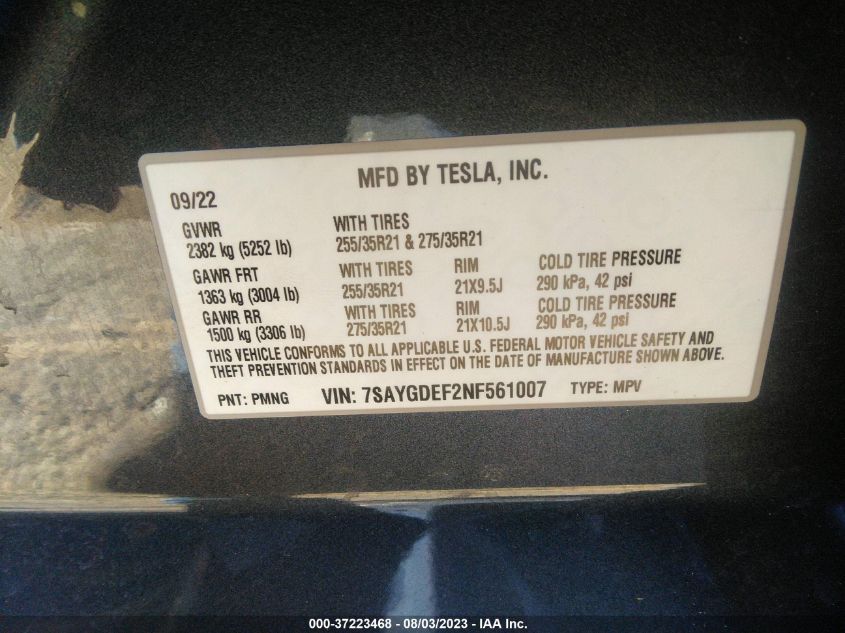 MFD BY TESLA, INC.
09/22
GVWR WITH TIRES
2382 kg (5252 lb) 255/35R21 & 275/35R21
GAWR FRT WITH TIRES RIM COLD TIRE PRESSURE
1363 kg (3004 lb) 255/35R21 21X9.5J 290 kPa, 42 psi
GAWR RR WITH TIRES RIM COLD TIRE PRESSURE
1500 kg (3306 lb) 275/35R21 21X10.5J 290 kPa, 42 psi
THIS VEHICLE CONFORMS TO ALL APPLICABLE U.S. FEDERAL MOTOR VEHICLE SAFETY AND
THEFT PREVENTION STANDARDS IN EFFECT ON THE DATE OF MANUFACTURE SHOWN ABOVE.
PNT: PMNG VIN: 7SAYGDEF2NF561007 TYPE: MPV
000-37223468 - 08/03/2023 - IAA Inc.